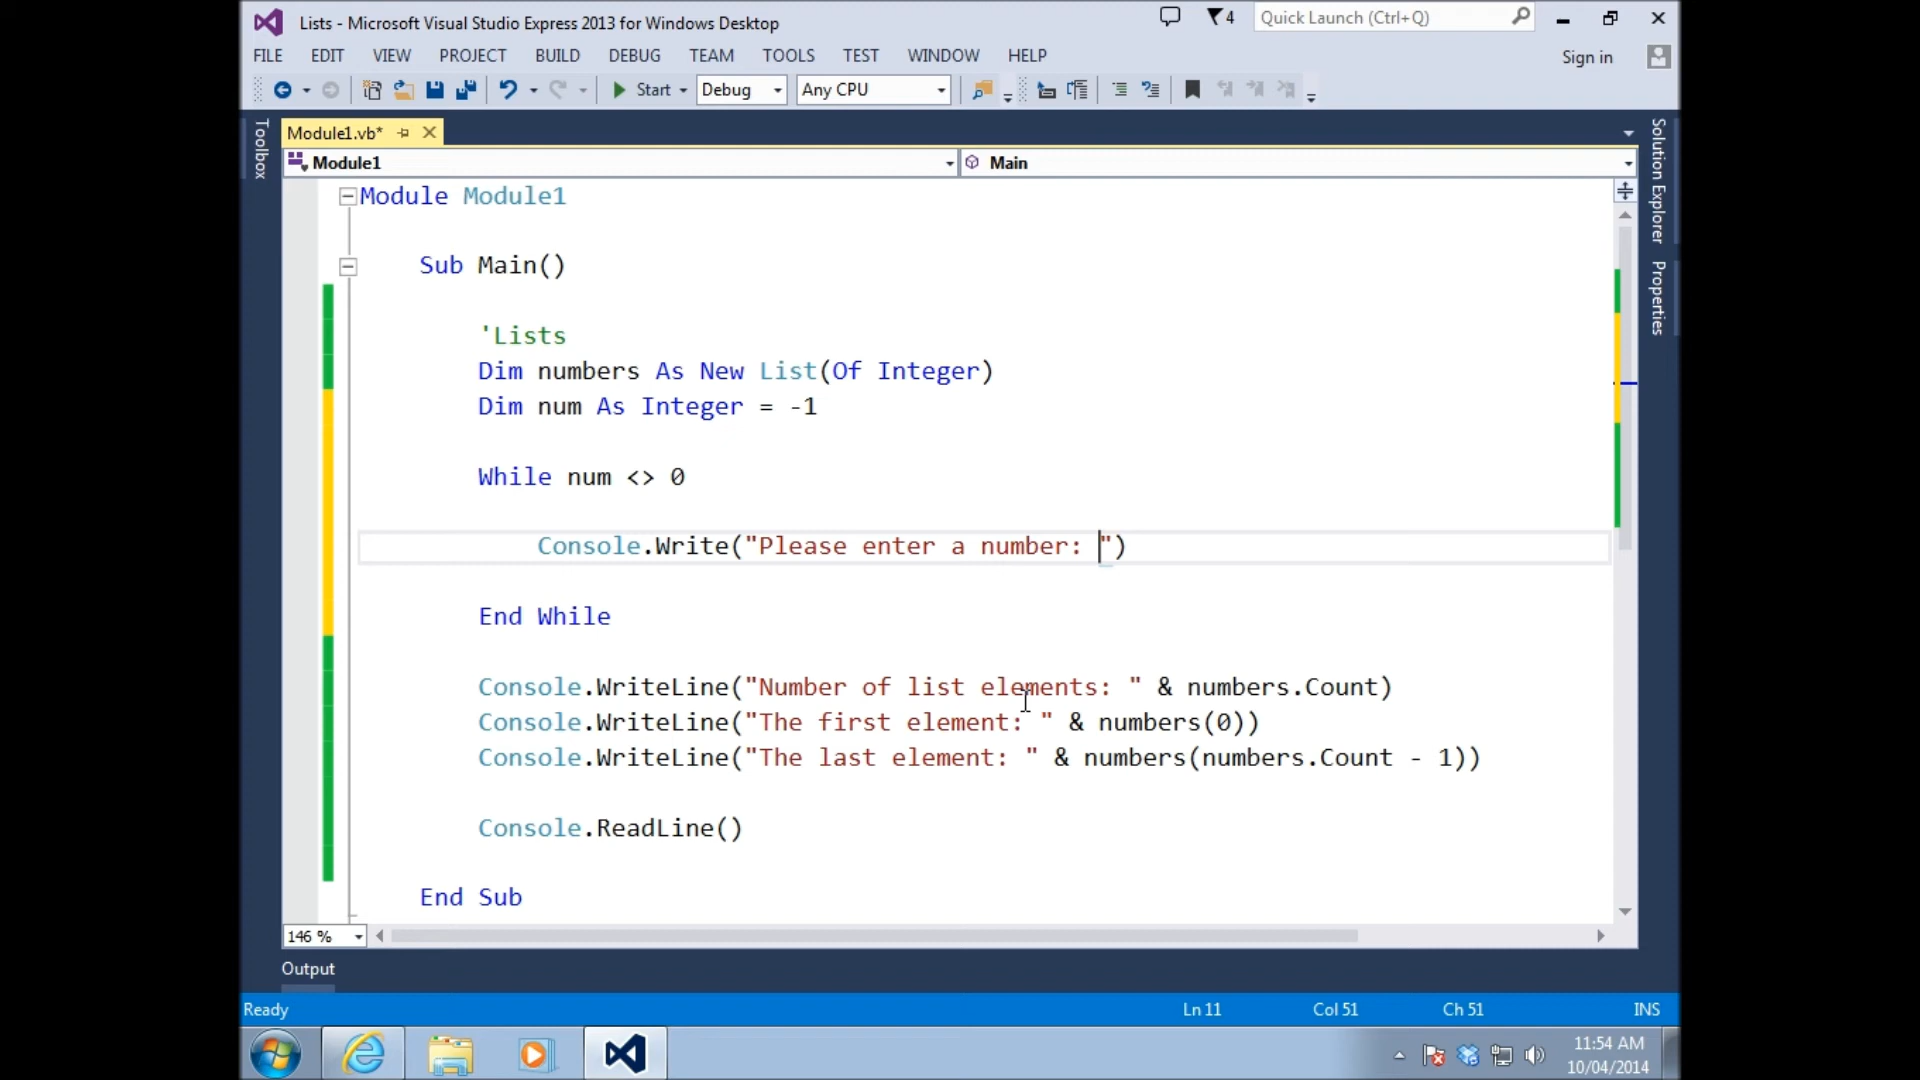 Lists - Microsoft Visual Studio Express 2013 for Windows Desktop
4
Quick Launch (Ctrl+Q)
FILE EDIT VIEW PROJECT BUILD DEBUG TEAM TOOLS TEST WINDOW HELP
Sign in
Start Debug Any CPU
Toolbox
Module1.vb*
Solution Explorer
Properties
Module1 Main
Module Module1
Sub Main()
'Lists
Dim numbers As New List(Of Integer)
Dim num As Integer = -1
While num <> 0
Console.Write("Please enter a number: ")
End While
Console.WriteLine("Number of list elements: " & numbers.Count)
Console.WriteLine("The first element: " & numbers(0))
Console.WriteLine("The last element: " & numbers(numbers.Count - 1))
Console.ReadLine()
End Sub
146 %
Output
Ready Ln 11 Col 51 Ch 51 INS
11:54 AM
10/04/2014